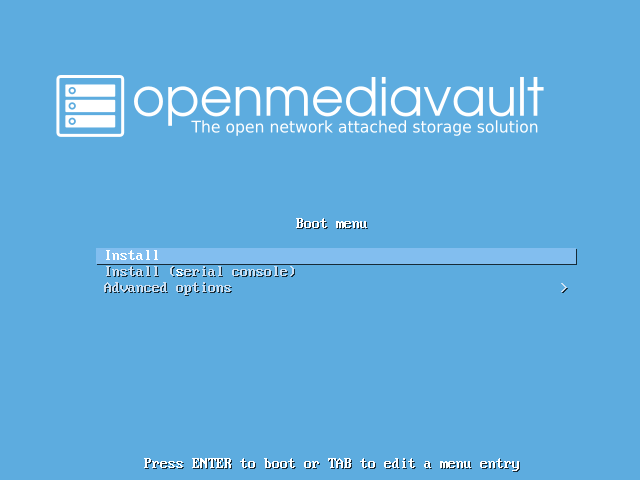 openmediavault
The open network attached storage solution
Boot menu
Install
Install (serial console)
Advanced options >
Press ENTER to boot or TAB to edit a menu entry